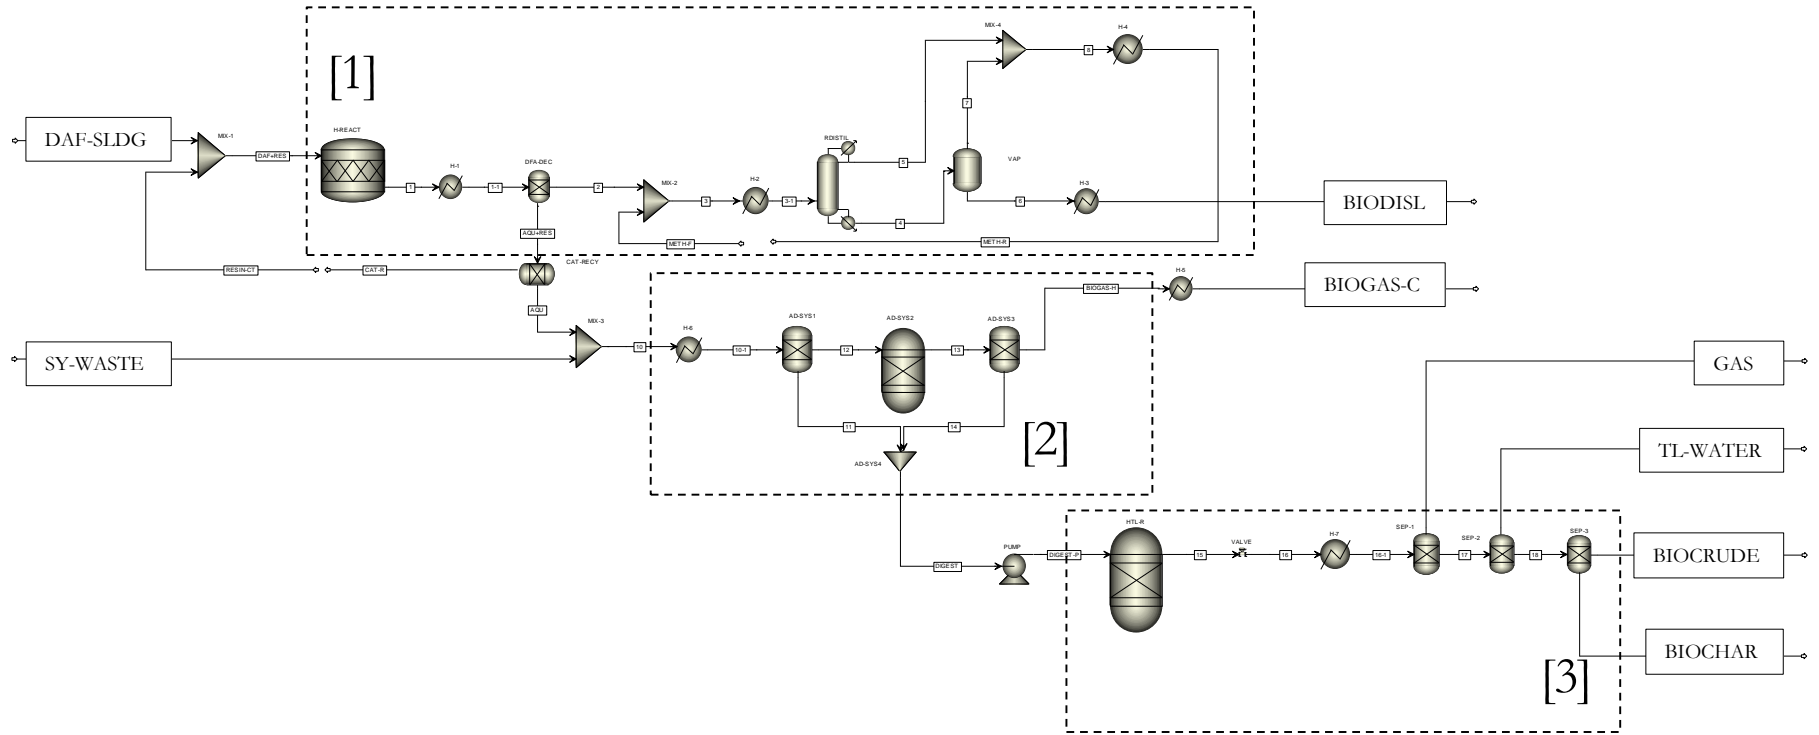 MIX-4
H-4
8
[1]
7
DAF-SLDG
MIX-1
DAF+RES
H-REACT
1
H-1
1-1
DFA-DEC
2
MIX-2
3
H-2
3-1
RDISTIL
5
4
VAP
6
H-3
BIODISL
AQU+RES
METH-F
METH-R
RESIN-CT
CAT-R
CAT-RECY
AQU
BIOGAS-H
H-5
BIOGAS-C
SY-WASTE
MIX-3
10
H-6
10-1
AD-SYS1
12
AD-SYS2
13
AD-SYS3
11
14
AD-SYS4
[2]
GAS
TL-WATER
DIGEST
PUMP
DIGEST-P
HTL-R
15
VALVE
16
H-7
16-1
SEP-1
17
SEP-2
18
SEP-3
BIOCRUDE
BIOCHAR
[3]